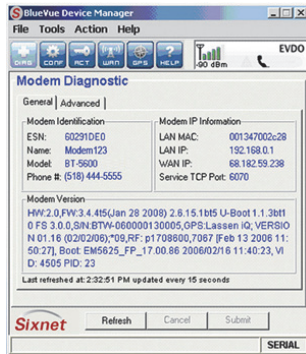 BlueVue Device Manager
File Tools Action Help
DIAG CONF ACT WAN GPS HELP
-90 dBm
EVDO
Modem Diagnostic
General Advanced
Modem Identification
ESN: 60291DE0
Name: Modem123
Model: BT-5600
Phone #: (518) 444-5555
Modem IP Information
LAN MAC: 001347002c28
LAN IP: 192.168.0.1
WAN IP: 68.182.59.238
Service TCP Port: 6070
Modem Version
HW:2.0,FW:3.4.4t5(Jan 28 2008) 2.6.15.1bt5 U-Boot 1.1.3bt1
0 FS 3.0.0,S/N:BTW-060000130005,GPS:Lassen iQ; VERSIO
N 01.16 (02/02/06);*09,RF: p1708600,7067 [Feb 13 2006 11:
50:27], Boot: EM5625_FP_17.00.86 2006/02/16 11:40:23, VI
D: 4505 PID: 23
Last refreshed at: 2:32:51 PM updated every 15 seconds
Sixnet
Refresh Cancel Submit
SERIAL